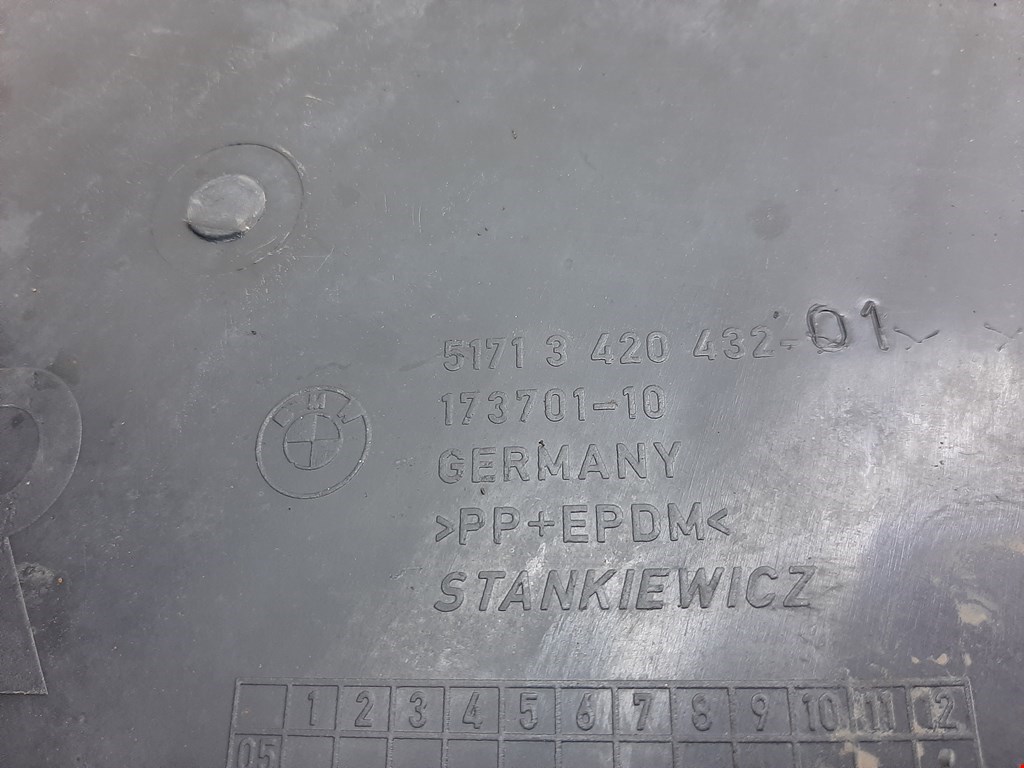 5171 3 420 432-01
173701-10
BMW
GERMANY
>PP+EPDM<
STANKIEWICZ
1 2 3 4 5 6 7 8 9 10 11 12
05